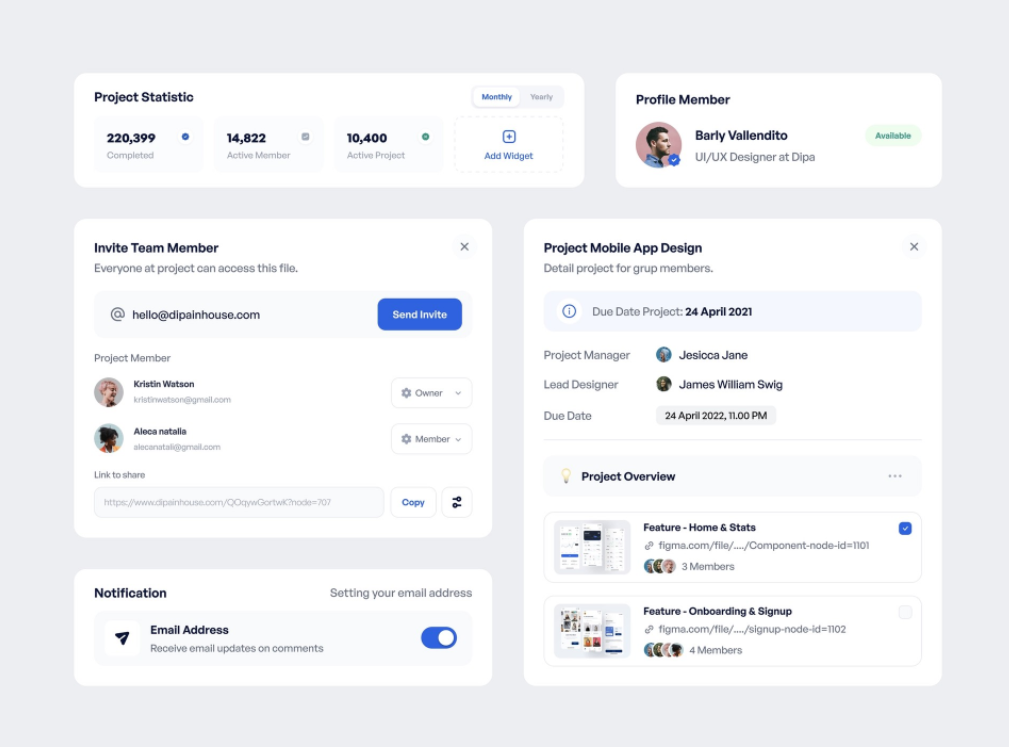 Project Statistic
Monthly
Yearly
220,399
Completed
14,822
Active Member
10,400
Active Project
Add Widget
Profile Member
Barly Vallendito
UI/UX Designer at Dipa
Available
Invite Team Member
Everyone at project can access this file.
@ hello@dipainhouse.com
Send Invite
Project Member
Kristin Watson
kristinwatson@gmail.com
Owner
Aleca natalia
alecanatali@gmail.com
Member
Link to share
https://www.dipainhouse.com/QOqywGortwK?node=707
Copy
Notification
Setting your email address
Email Address
Receive email updates on comments
Project Mobile App Design
Detail project for grup members.
Due Date Project: 24 April 2021
Project Manager
Jesicca Jane
Lead Designer
James William Swig
Due Date
24 April 2022, 11.00 PM
Project Overview
Feature - Home & Stats
figma.com/file/..../Component-node-id=1101
3 Members
Feature - Onboarding & Signup
figma.com/file/..../signup-node-id=1102
4 Members